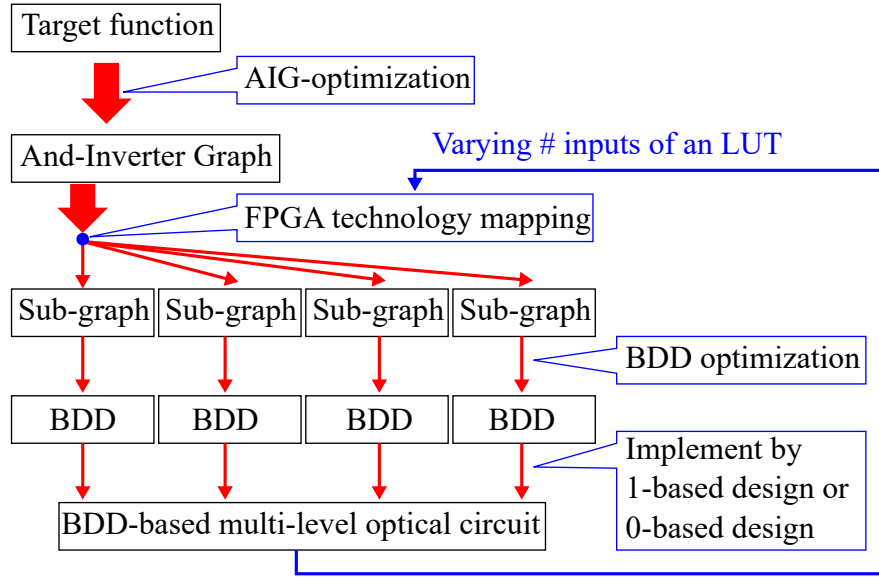 Target function
AIG-optimization
And-Inverter Graph
Varying # inputs of an LUT
FPGA technology mapping
Sub-graph Sub-graph Sub-graph Sub-graph
BDD optimization
BDD BDD BDD BDD
Implement by
1-based design or
0-based design
BDD-based multi-level optical circuit